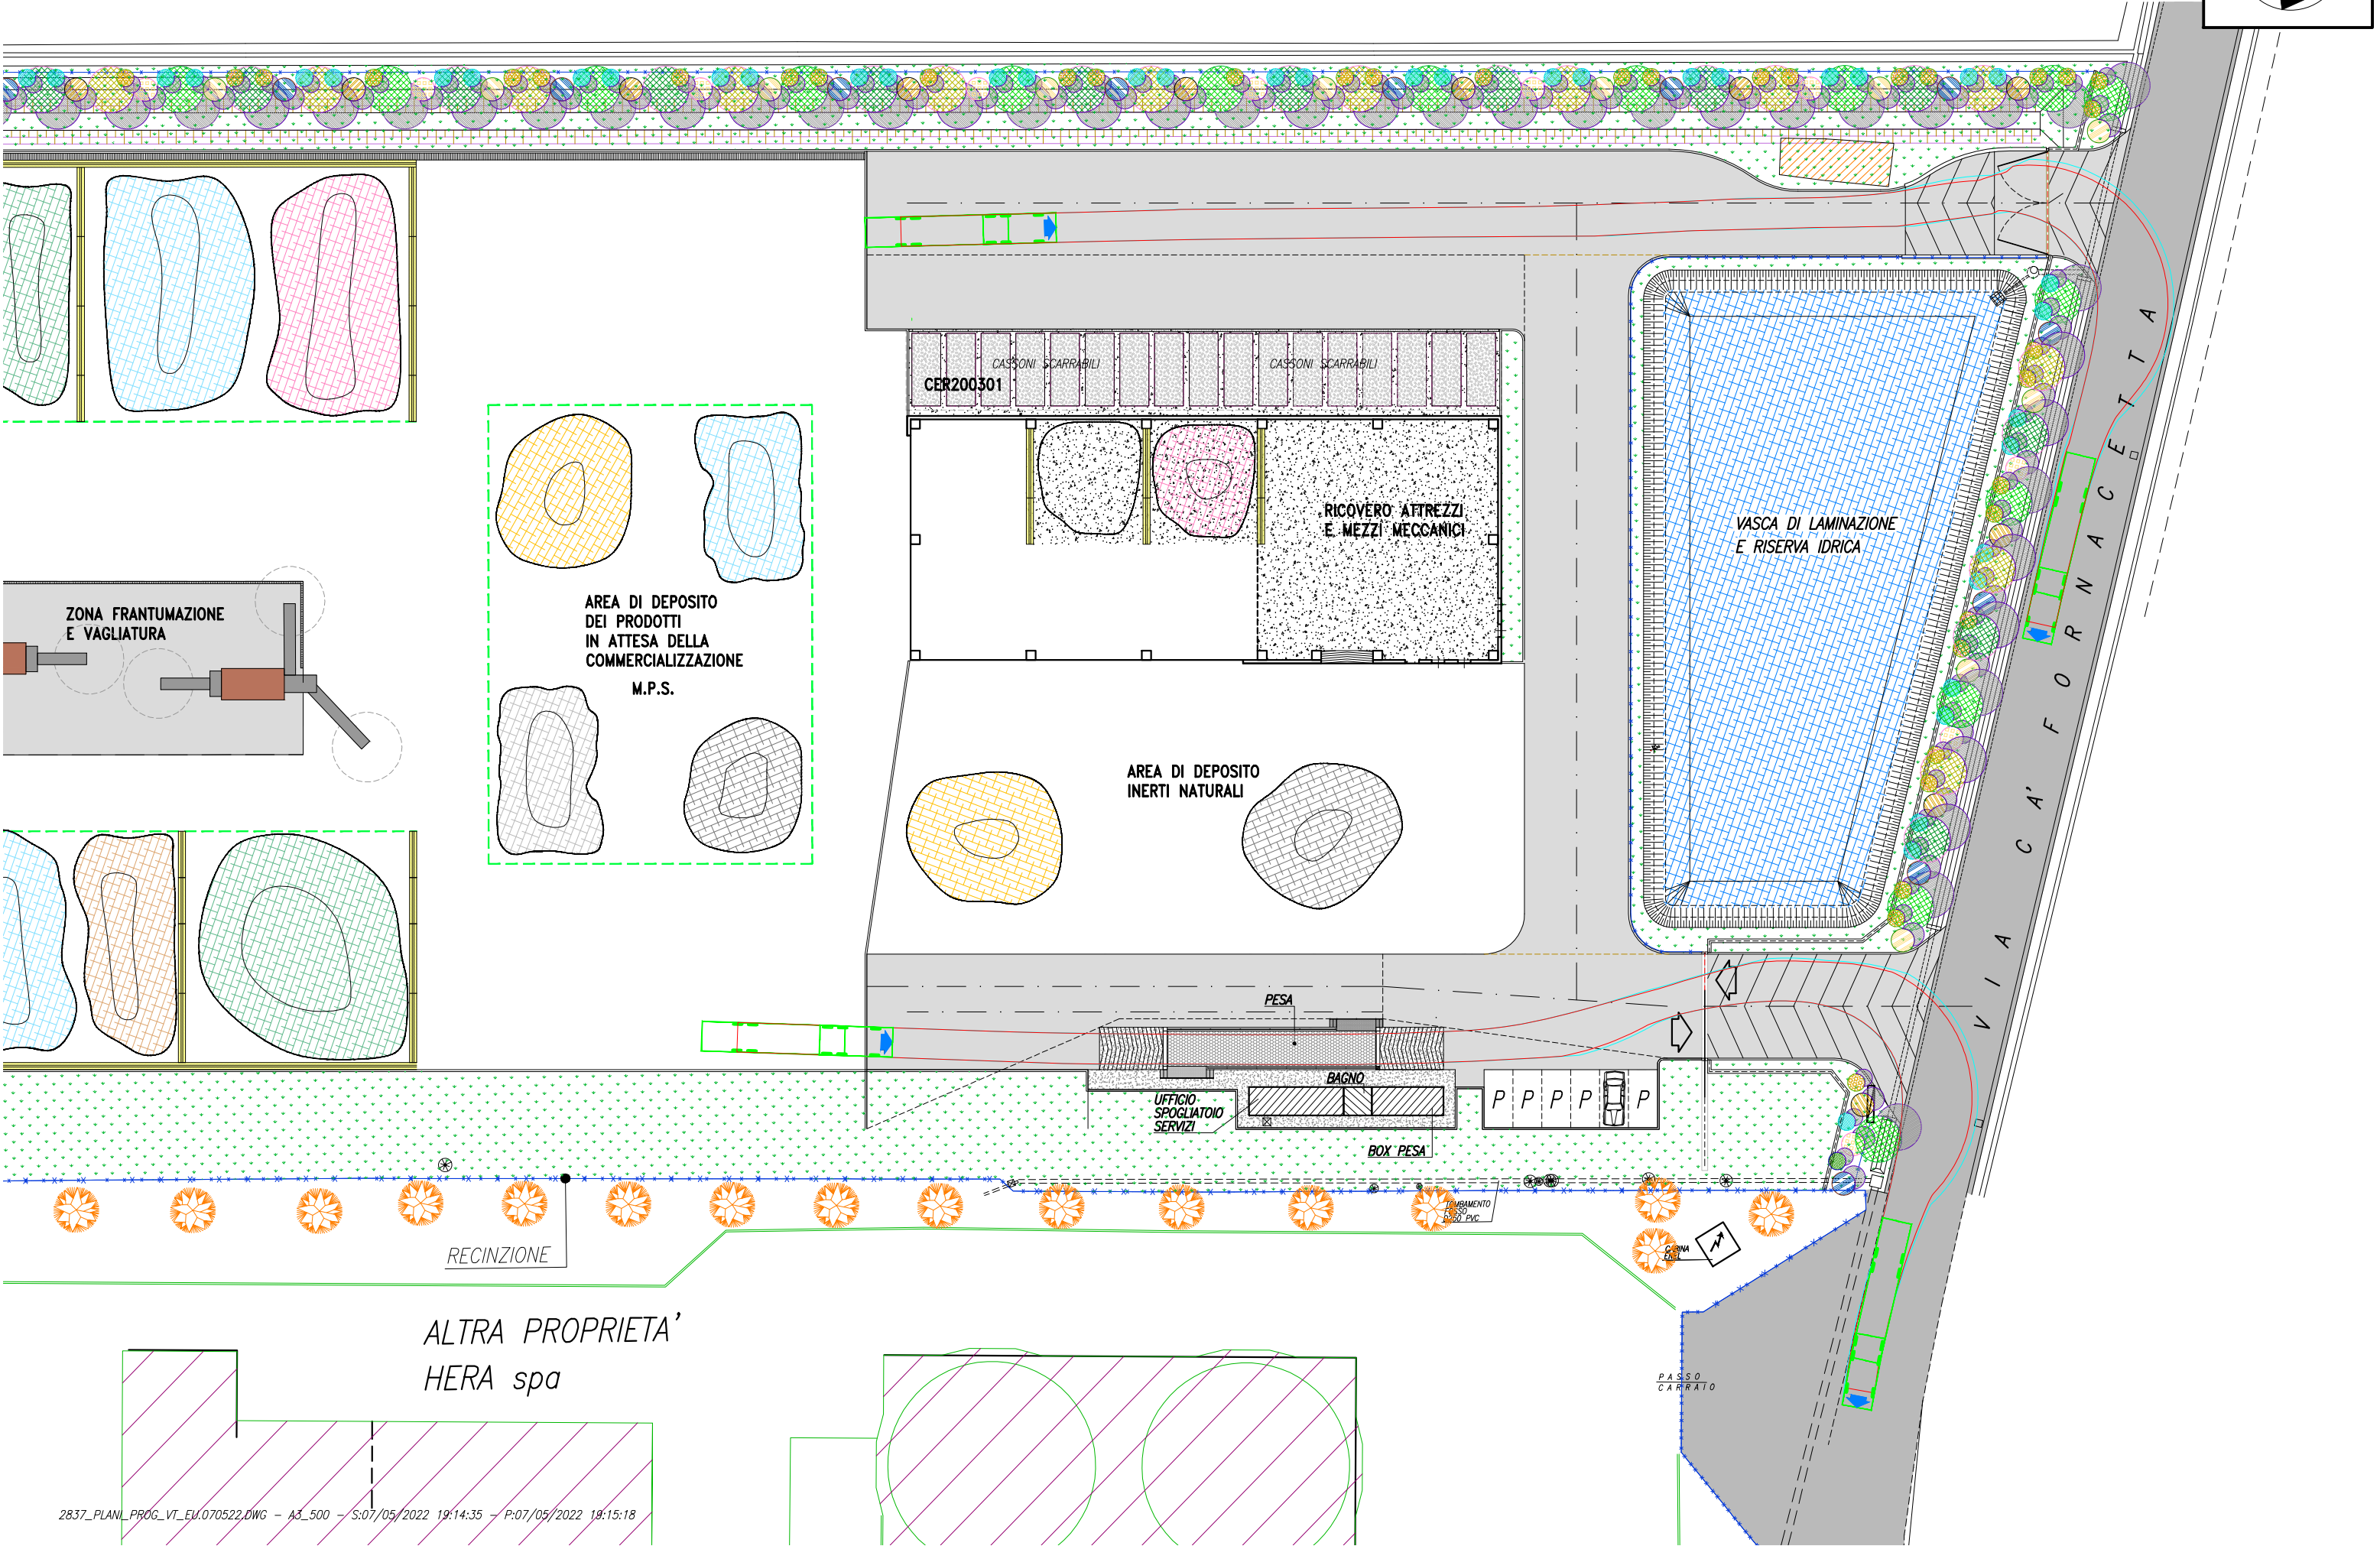 CASSONI SCARRABILI
CASSONI SCARRABILI
CER200301
RICOVERO ATTREZZI
E MEZZI MECCANICI
VASCA DI LAMINAZIONE
E RISERVA IDRICA
VIA CA' FORNACETTA
ZONA FRANTUMAZIONE
E VAGLIATURA
AREA DI DEPOSITO
DEI PRODOTTI
IN ATTESA DELLA
COMMERCIALIZZAZIONE
M.P.S.
AREA DI DEPOSITO
INERTI NATURALI
PESA
BAGNO
UFFICIO
SPOGLIATOIO
SERVIZI
BOX PESA
P P P P P
TOMBAMENTO
FOSSO
RECINZIONE
ALTRA PROPRIETA'
HERA spa
PASSO
CARRAIO
2837_PLANI_PROG_VT_EU.070522.DWG - A3_500 - S:07/05/2022 19:14:35 - P:07/05/2022 19:15:18